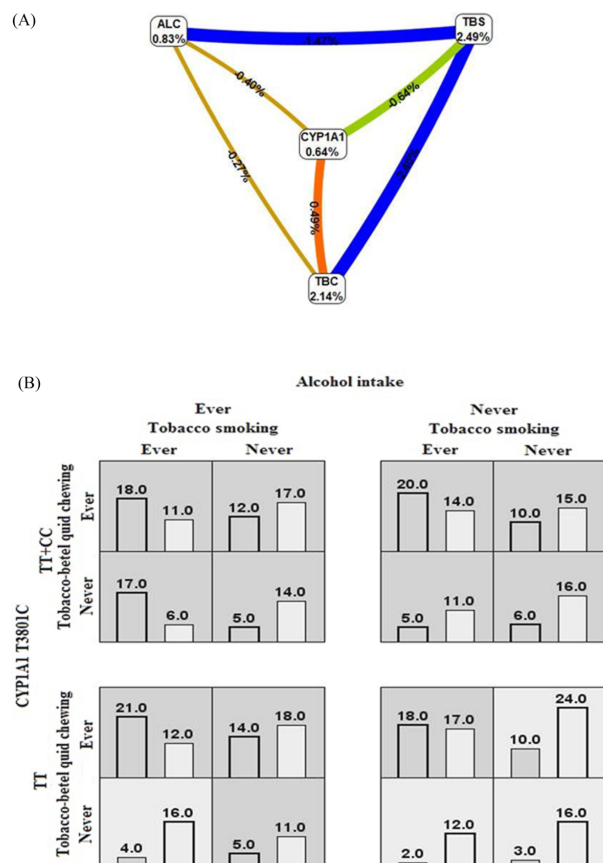 (A)
ALC
0.83%
TBS
2.49%
-1.47%
-0.40%
-0.64%
CYP1A1
0.64%
-0.27%
0.49%
TBC
2.14%
(B)
Alcohol intake
Ever
Never
Tobacco smoking
Tobacco smoking
Ever
Never
Ever
Never
CYP1A1 T3801C
TT+CC
Tobacco-betel quid chewing
Ever
18.0
11.0
12.0
17.0
20.0
14.0
10.0
15.0
Never
17.0
6.0
5.0
14.0
5.0
11.0
6.0
16.0
TT
Tobacco-betel quid chewing
Ever
21.0
12.0
14.0
18.0
18.0
17.0
10.0
24.0
Never
4.0
16.0
5.0
11.0
2.0
12.0
3.0
16.0